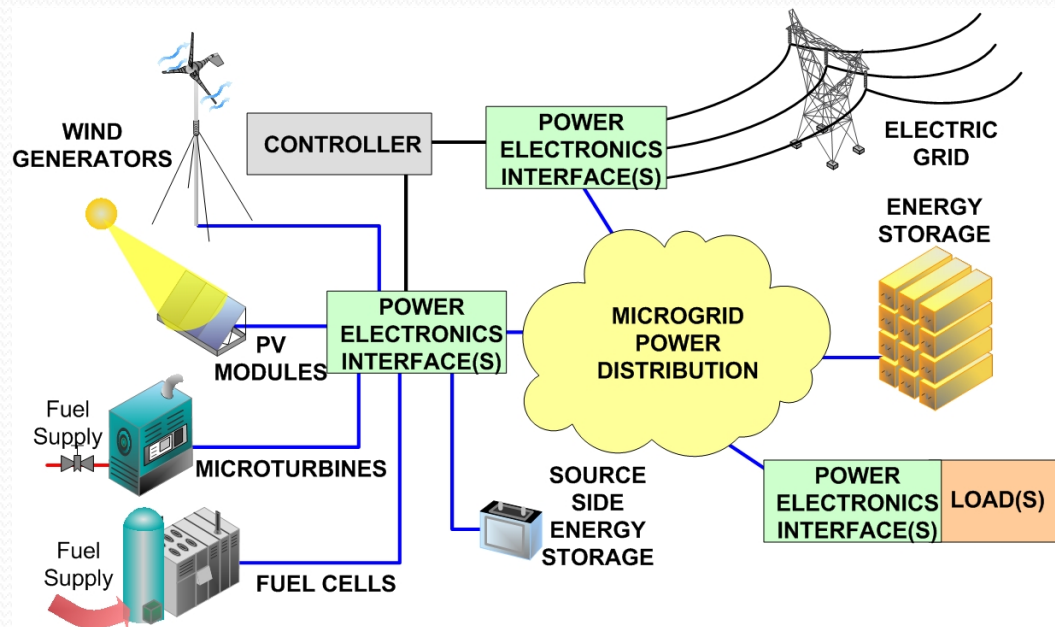 WIND
GENERATORS
CONTROLLER
POWER
ELECTRONICS
INTERFACE(S)
ELECTRIC
GRID
ENERGY
STORAGE
POWER
ELECTRONICS
INTERFACE(S)
PV
MODULES
MICROGRID
POWER
DISTRIBUTION
Fuel
Supply
MICROTURBINES
SOURCE
SIDE
ENERGY
STORAGE
POWER
ELECTRONICS
INTERFACE(S)
LOAD(S)
Fuel
Supply
FUEL CELLS